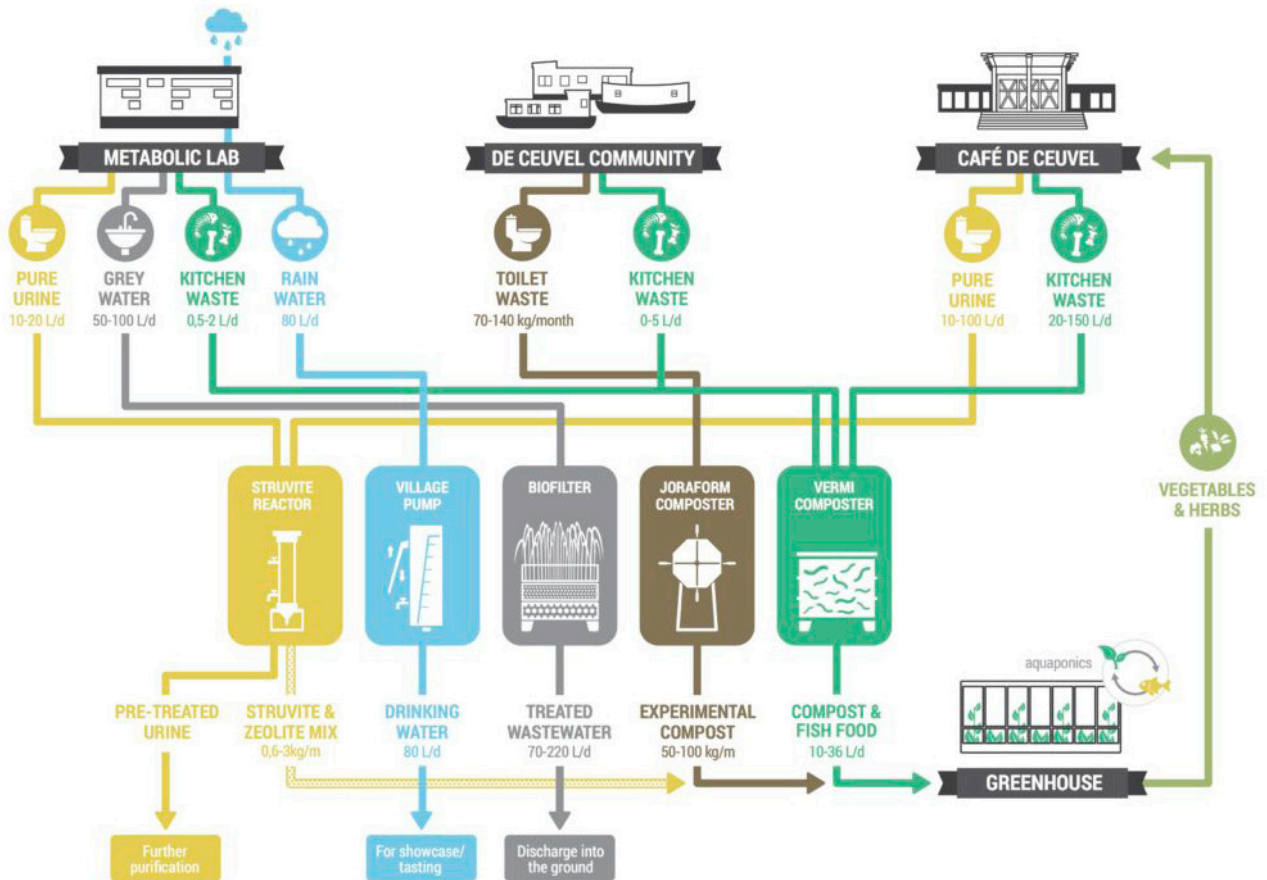 METABOLIC LAB
DE CEUVEL COMMUNITY
CAFÉ DE CEUVEL
PURE
URINE
10-20 L/d
GREY
WATER
50-100 L/d
KITCHEN
WASTE
0,5-2 L/d
RAIN
WATER
80 L/d
TOILET
WASTE
70-140 kg/month
KITCHEN
WASTE
0-5 L/d
PURE
URINE
10-100 L/d
KITCHEN
WASTE
20-150 L/d
VEGETABLES
& HERBS
STRUVITE
REACTOR
VILLAGE
PUMP
BIOFILTER
JORAFORM
COMPOSTER
VERMI
COMPOSTER
aquaponics
PRE-TREATED
URINE
STRUVITE &
ZEOLITE MIX
0,6-3kg/m
DRINKING
WATER
80 L/d
TREATED
WASTEWATER
70-220 L/d
EXPERIMENTAL
COMPOST
50-100 kg/m
COMPOST &
FISH FOOD
10-36 L/d
GREENHOUSE
Further
purification
For showcase/
tasting
Discharge into
the ground